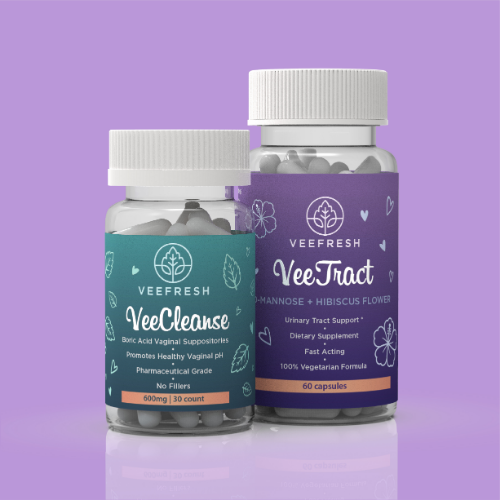 VEEFRESH
VeeCleanse
Boric Acid Vaginal Suppositories
Promotes Healthy Vaginal pH
Pharmaceutical Grade
No Fillers
600mg | 30 count
VEEFRESH
VeeTract
D-MANNOSE + HIBISCUS FLOWER
Urinary Tract Support*
Dietary Supplement
Fast Acting
100% Vegetarian Formula
60 capsules